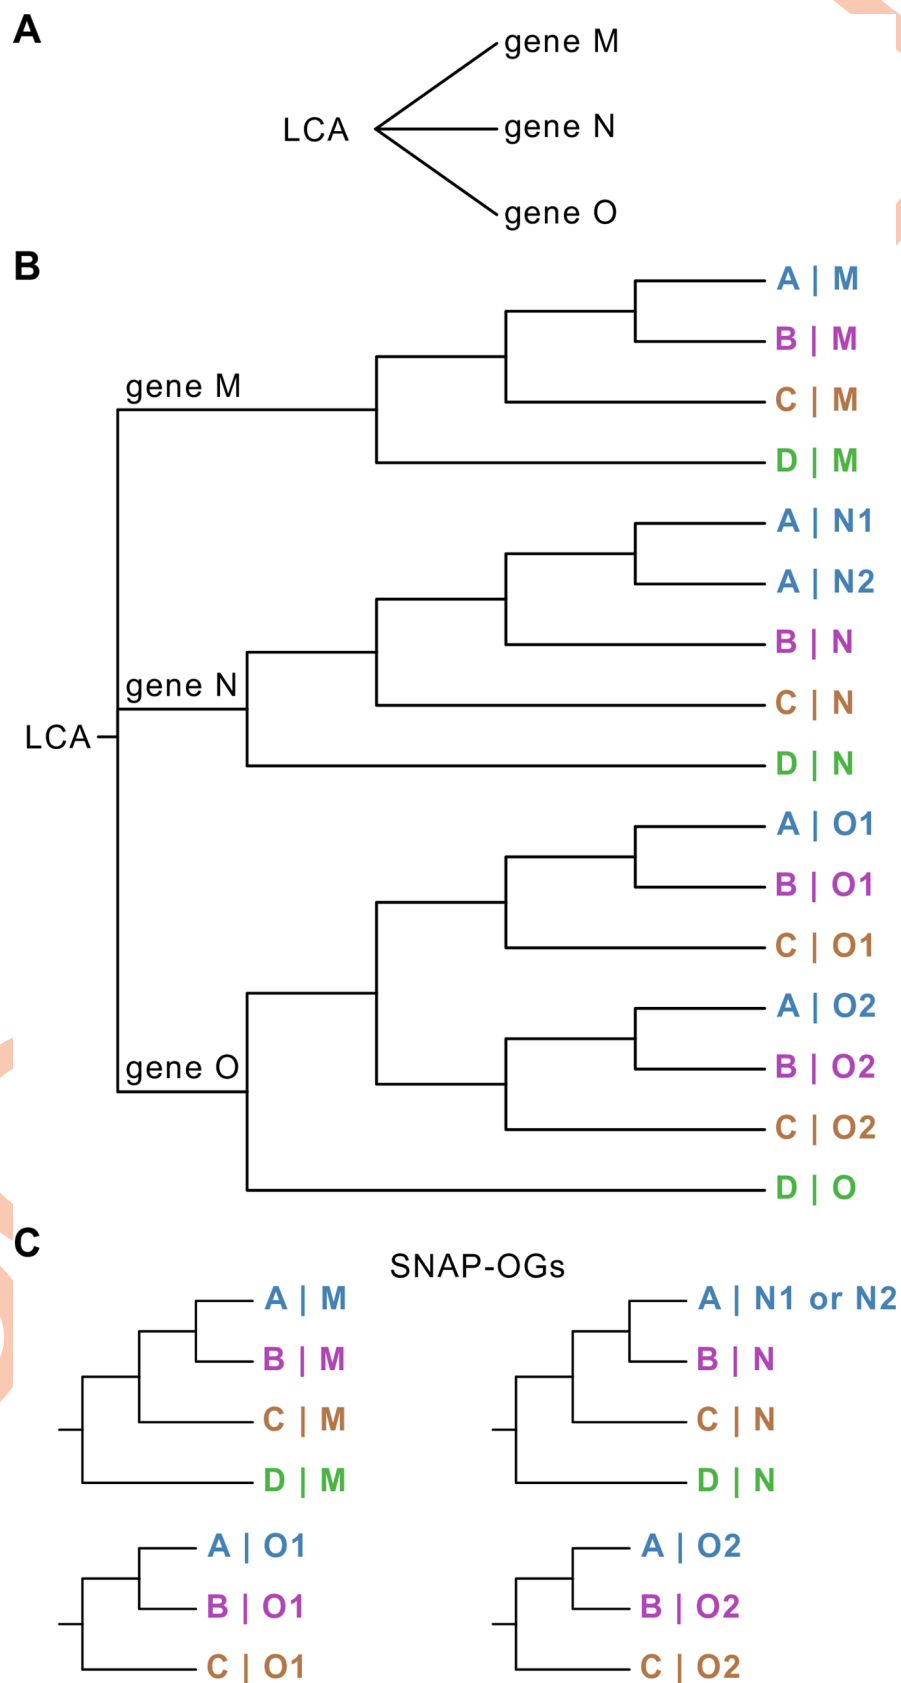 A
gene M
LCA
gene N
gene O
B
A | M
B | M
gene M
C | M
D | M
A | N1
A | N2
B | N
gene N
C | N
LCA
D | N
A | O1
B | O1
C | O1
A | O2
gene O
B | O2
C | O2
D | O
C
SNAP-OGs
A | M
B | M
C | M
D | M
A | N1 or N2
B | N
C | N
D | N
A | O1
B | O1
C | O1
A | O2
B | O2
C | O2